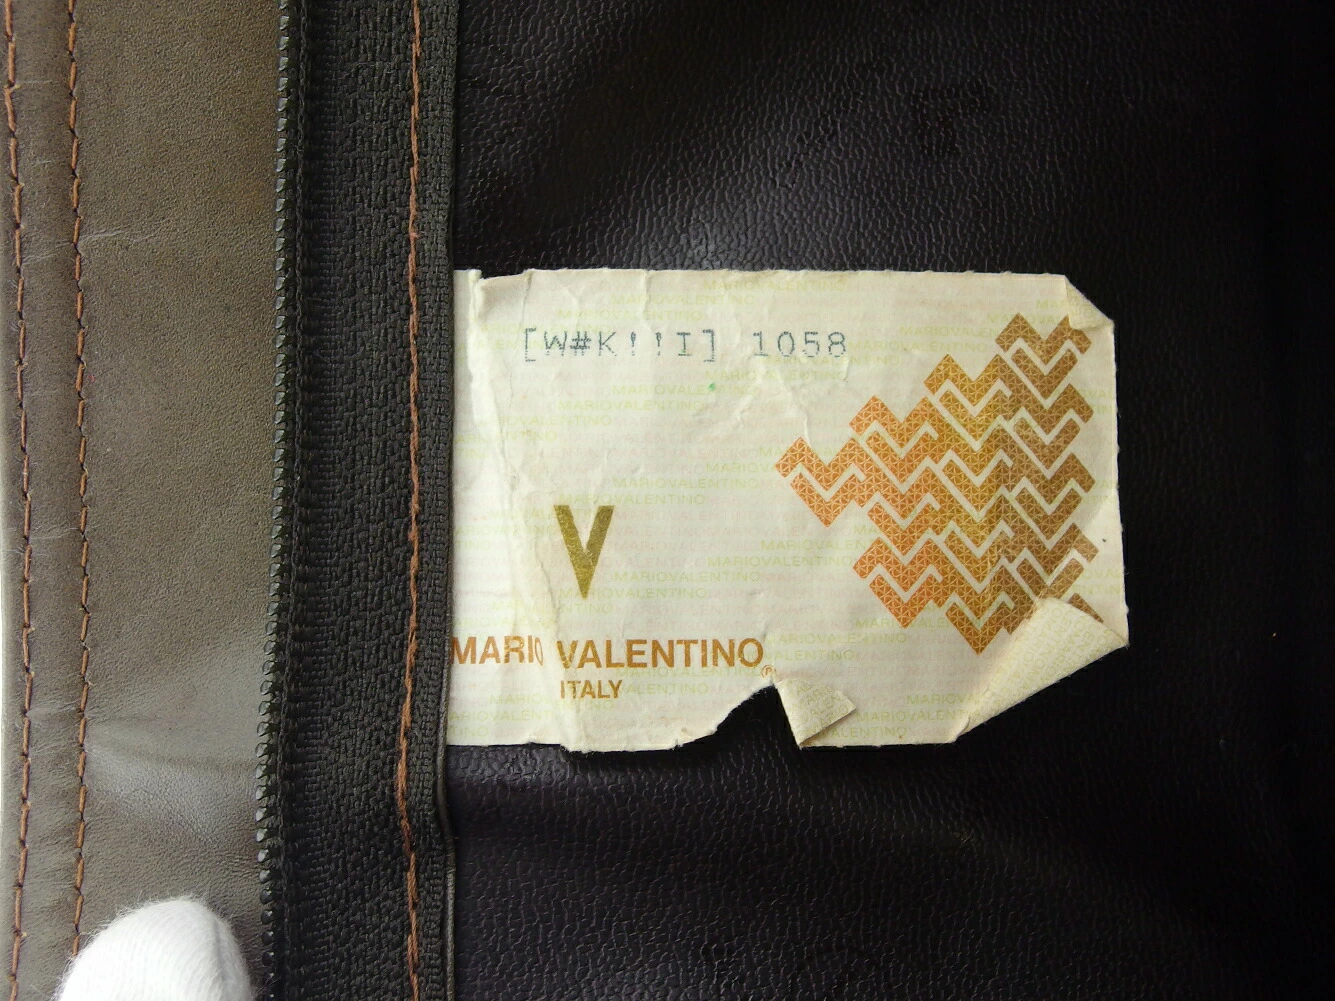 [W#K!!I] 1058
V
MARIO VALENTINO®
ITALY